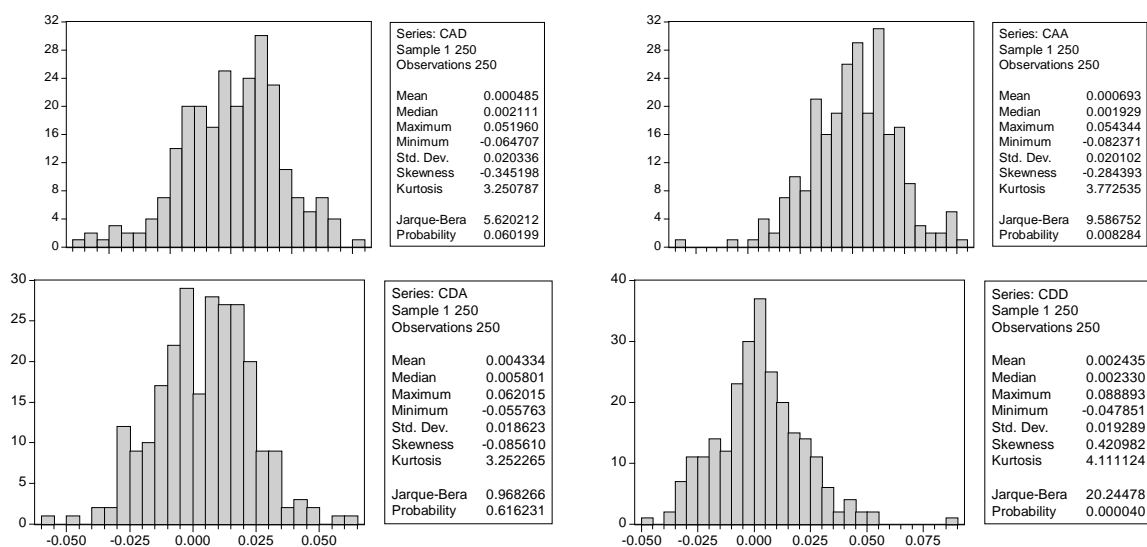 32
28
24
20
16
12
8
4
0
Series: CAD
Sample 1 250
Observations 250
Mean 0.000485
Median 0.002111
Maximum 0.051960
Minimum -0.064707
Std. Dev. 0.020336
Skewness -0.345198
Kurtosis 3.250787
Jarque-Bera 5.620212
Probability 0.060199
32
28
24
20
16
12
8
4
0
Series: CAA
Sample 1 250
Observations 250
Mean 0.000693
Median 0.001929
Maximum 0.054344
Minimum -0.082371
Std. Dev. 0.020102
Skewness -0.284393
Kurtosis 3.772535
Jarque-Bera 9.586752
Probability 0.008284
30
25
20
15
10
5
0
-0.050 -0.025 0.000 0.025 0.050
Series: CDA
Sample 1 250
Observations 250
Mean 0.004334
Median 0.005801
Maximum 0.062015
Minimum -0.055763
Std. Dev. 0.018623
Skewness -0.085610
Kurtosis 3.252265
Jarque-Bera 0.968266
Probability 0.616231
40
30
20
10
0
-0.050 -0.025 0.000 0.025 0.050 0.075
Series: CDD
Sample 1 250
Observations 250
Mean 0.002435
Median 0.002330
Maximum 0.088893
Minimum -0.047851
Std. Dev. 0.019289
Skewness 0.420982
Kurtosis 4.111124
Jarque-Bera 20.24478
Probability 0.000040